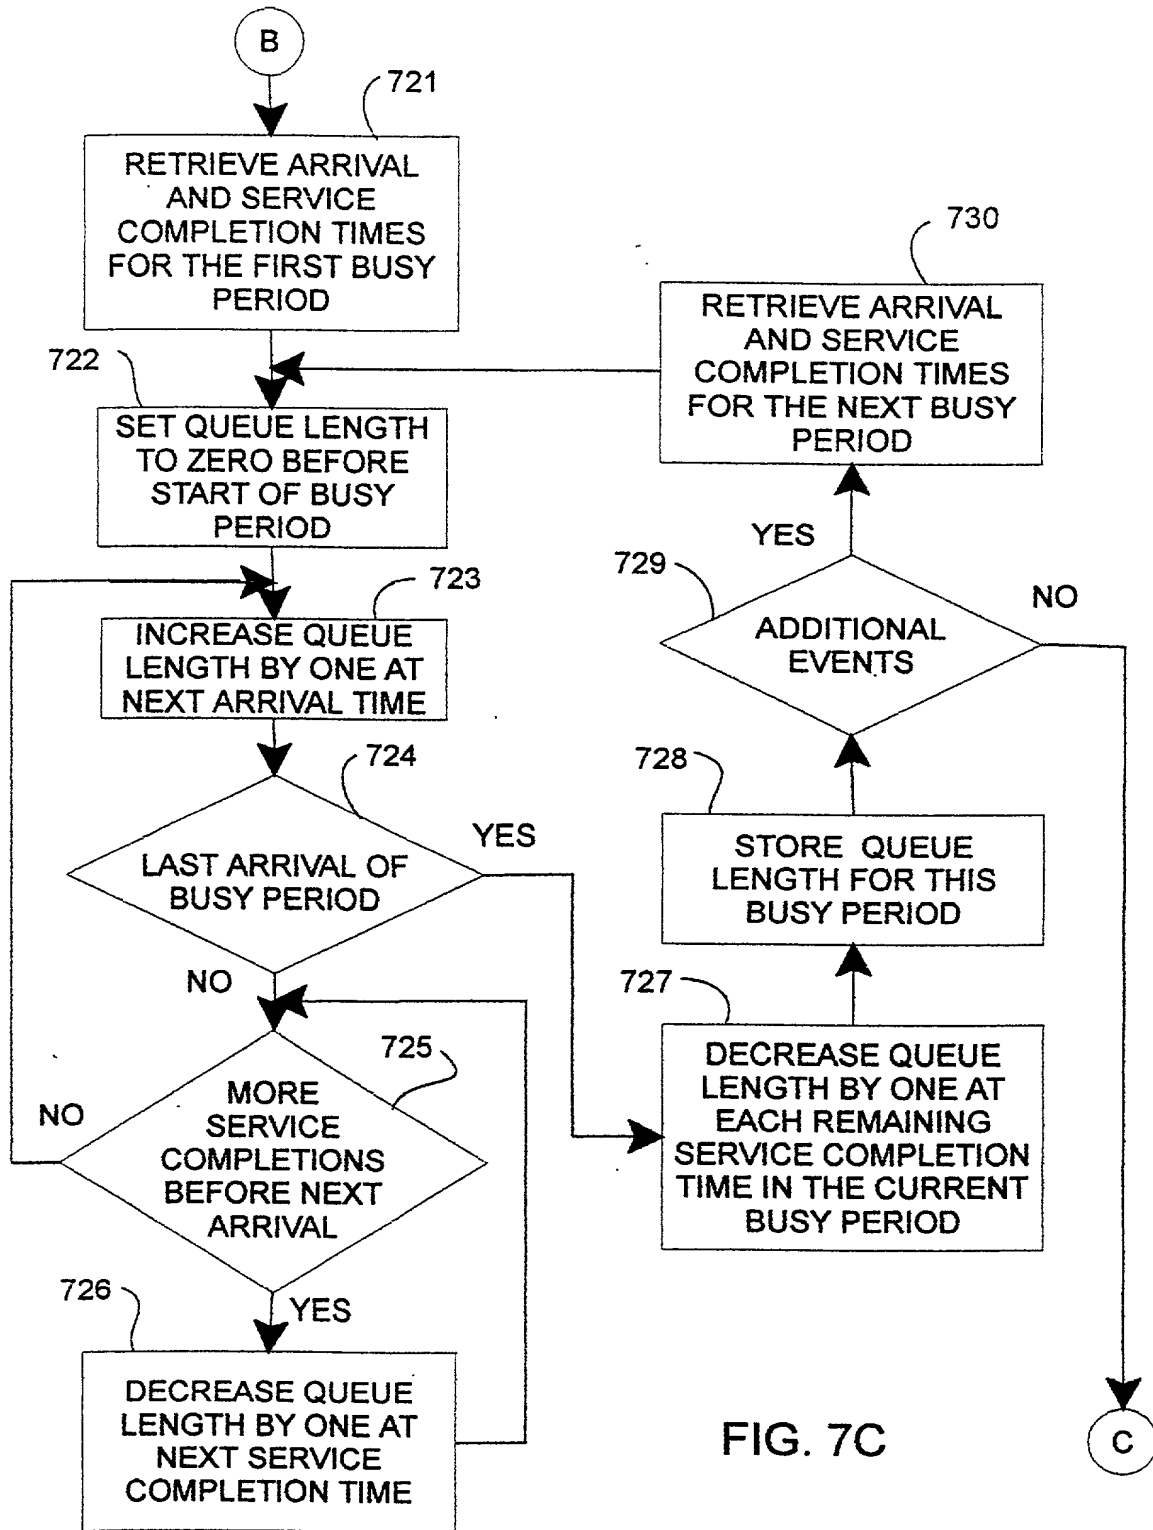 B
721
RETRIEVE ARRIVAL
AND SERVICE
COMPLETION TIMES
FOR THE FIRST BUSY
PERIOD
722
SET QUEUE LENGTH
TO ZERO BEFORE
START OF BUSY
PERIOD
723
INCREASE QUEUE
LENGTH BY ONE AT
NEXT ARRIVAL TIME
724
LAST ARRIVAL OF
BUSY PERIOD
YES
NO
725
MORE
SERVICE
COMPLETIONS
BEFORE NEXT
ARRIVAL
NO
YES
726
DECREASE QUEUE
LENGTH BY ONE AT
NEXT SERVICE
COMPLETION TIME
727
DECREASE QUEUE
LENGTH BY ONE AT
EACH REMAINING
SERVICE COMPLETION
TIME IN THE CURRENT
BUSY PERIOD
728
STORE QUEUE
LENGTH FOR THIS
BUSY PERIOD
729
ADDITIONAL
EVENTS
YES
NO
730
RETRIEVE ARRIVAL
AND SERVICE
COMPLETION TIMES
FOR THE NEXT BUSY
PERIOD
C
FIG. 7C